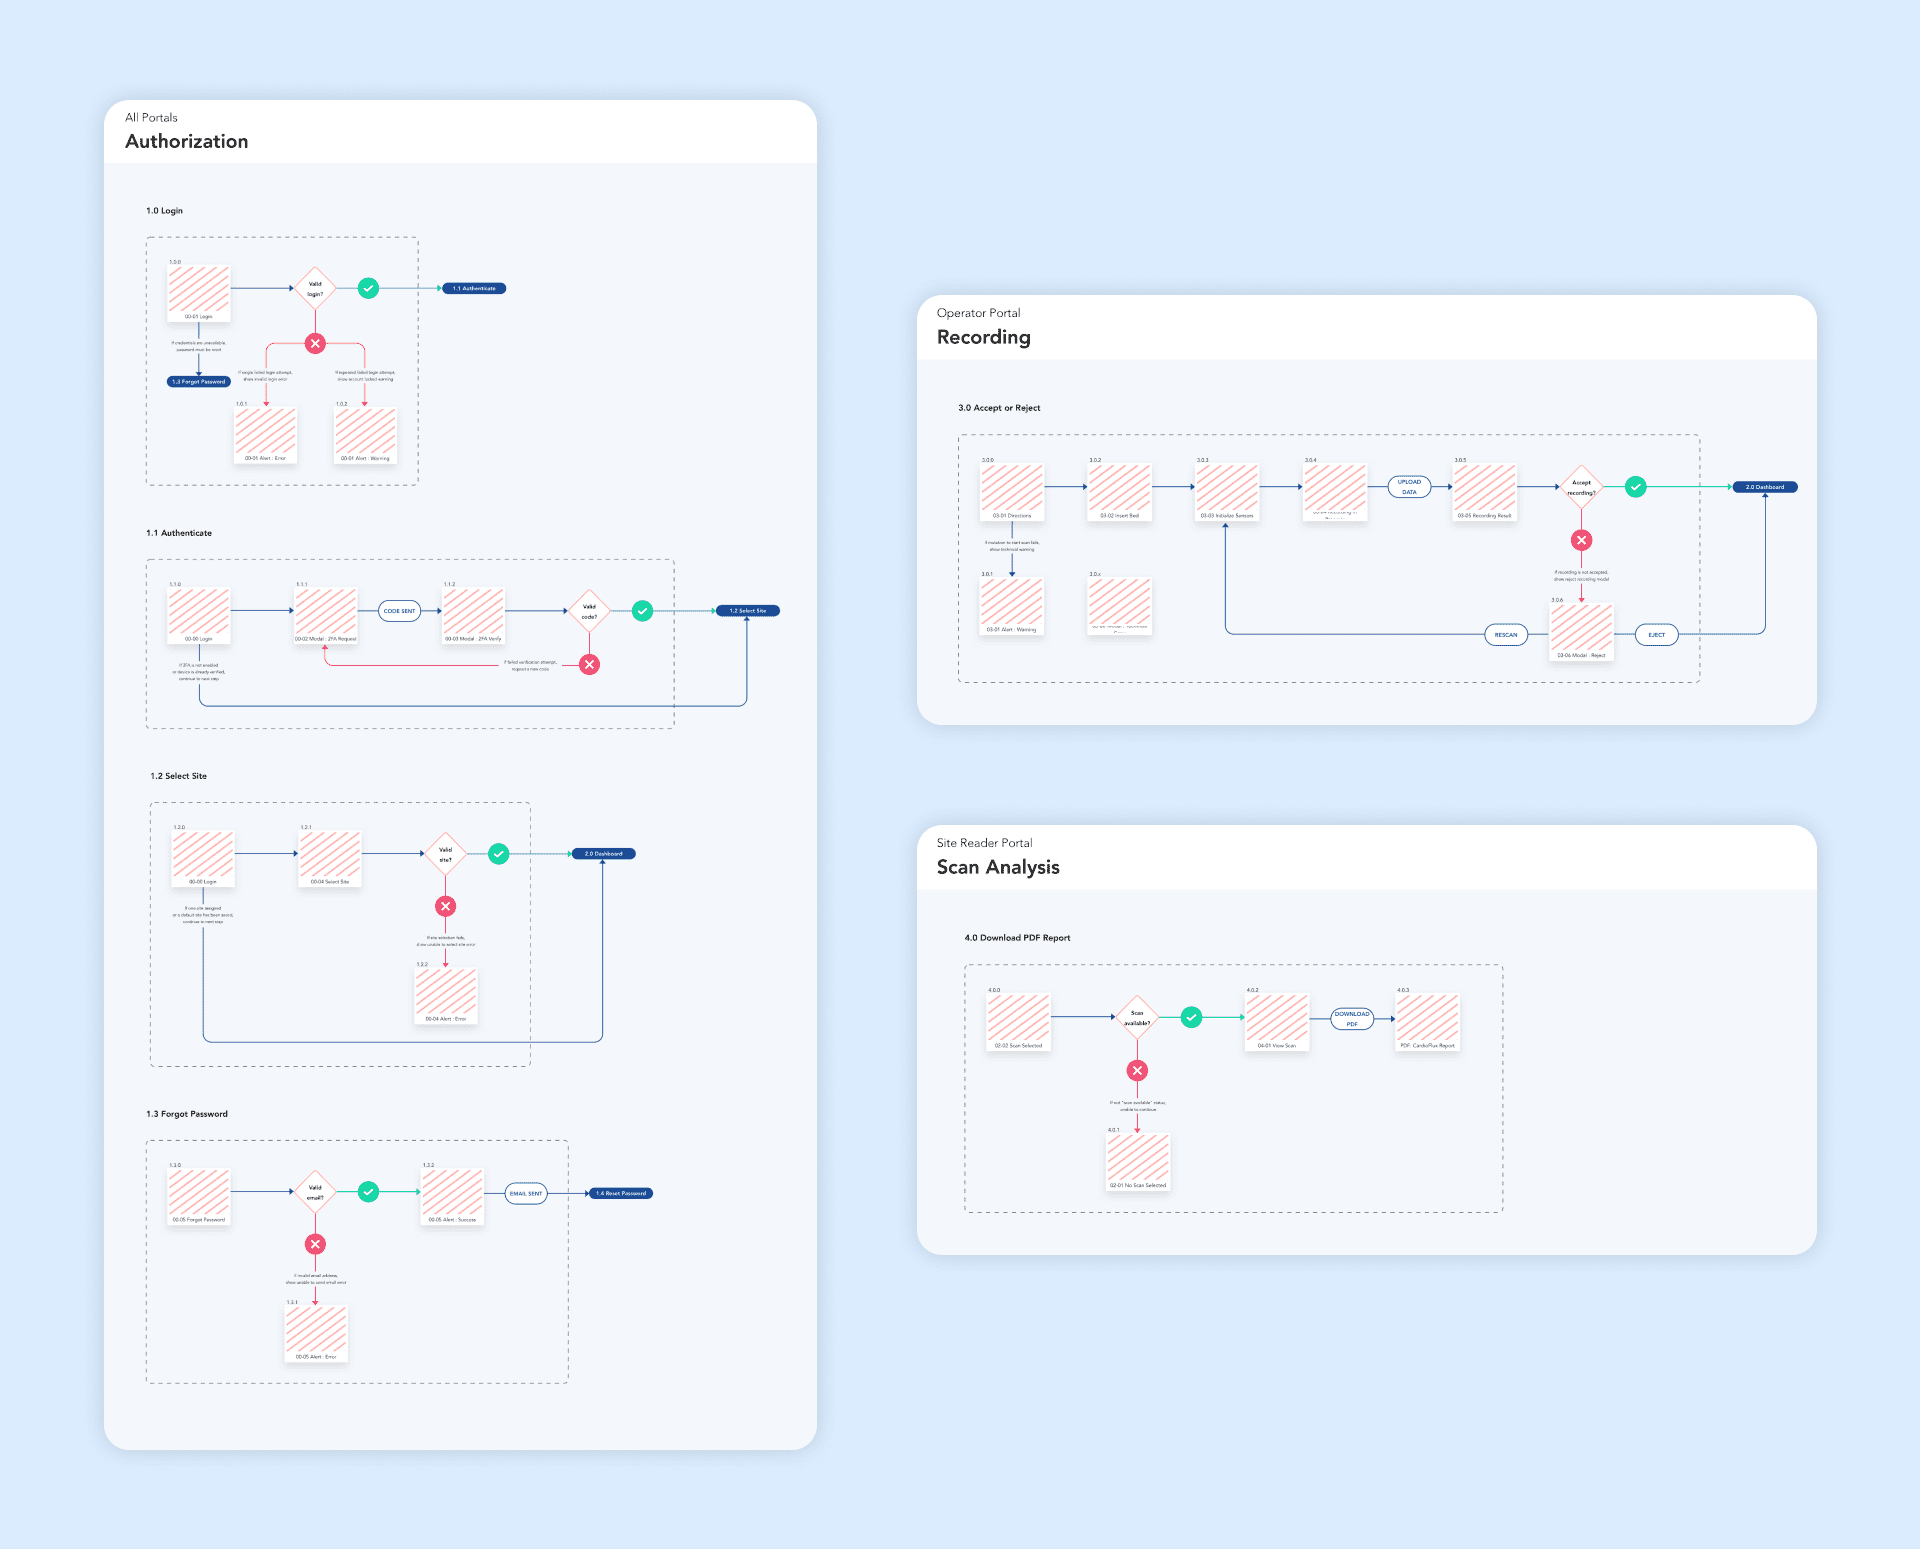 All Portals
Authorization
1.0 Login
1.0.0
00-01 Login
Valid
login?
1.1 Authenticate
If credentials are unavailable,
password must be reset
1.3 Forgot Password
If single failed login attempt,
show invalid login error
If repeated failed login attempt,
show account locked warning
1.0.1
00-01 Alert : Error
1.0.2
00-01 Alert : Warning
1.1 Authenticate
1.1.0
00-00 Login
1.1.1
00-02 Modal : 2FA Request
CODE SENT
1.1.2
00-03 Modal : 2FA Verify
Valid
code?
1.2 Select Site
If 2FA is not enabled
or device is already verified,
continue to next step
If failed verification attempt,
request a new code
1.2 Select Site
1.2.0
00-00 Login
1.2.1
00-04 Select Site
Valid
site?
2.0 Dashboard
If one site assigned
or a default site has been saved,
continue to next step
If site selection fails,
show unable to select site error
1.2.2
00-04 Alert : Error
1.3 Forgot Password
1.3.0
00-05 Forgot Password
Valid
email?
1.3.2
00-05 Alert : Success
EMAIL SENT
1.4 Reset Password
If invalid email address,
show unable to send email error
1.3.1
00-05 Alert : Error
Operator Portal
Recording
3.0 Accept or Reject
3.0.0
03-01 Directions
3.0.2
03-02 Insert Bed
3.0.3
03-03 Initialize Sensors
3.0.4
UPLOAD
DATA
3.0.5
03-05 Recording Result
Accept
recording?
2.0 Dashboard
If mutation to start scan fails,
show technical warning
3.0.1
03-01 Alert : Warning
3.0.x
If recording is not accepted,
show reject recording modal
3.0.6
03-06 Modal : Reject
RESCAN
EJECT
Site Reader Portal
Scan Analysis
4.0 Download PDF Report
4.0.0
02-02 Scan Selected
Scan
available?
4.0.2
04-01 View Scan
DOWNLOAD
PDF
4.0.3
PDF: CardioFlux Report
If not "scan available" status,
unable to continue
4.0.1
02-01 No Scan Selected